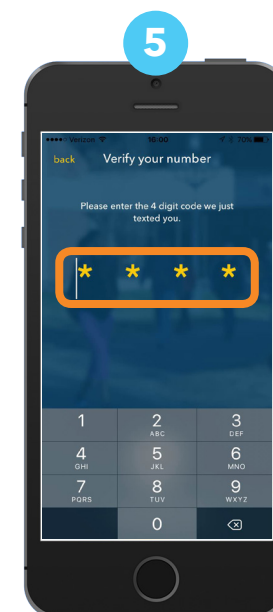 5
Verizon 10:00 70%
back Verify your number
Please enter the 4 digit code we just
texted you.
* * * *
1 2 3
ABC DEF
4 5 6
GHI JKL MNO
7 8 9
PQRS TUV WXYZ
0